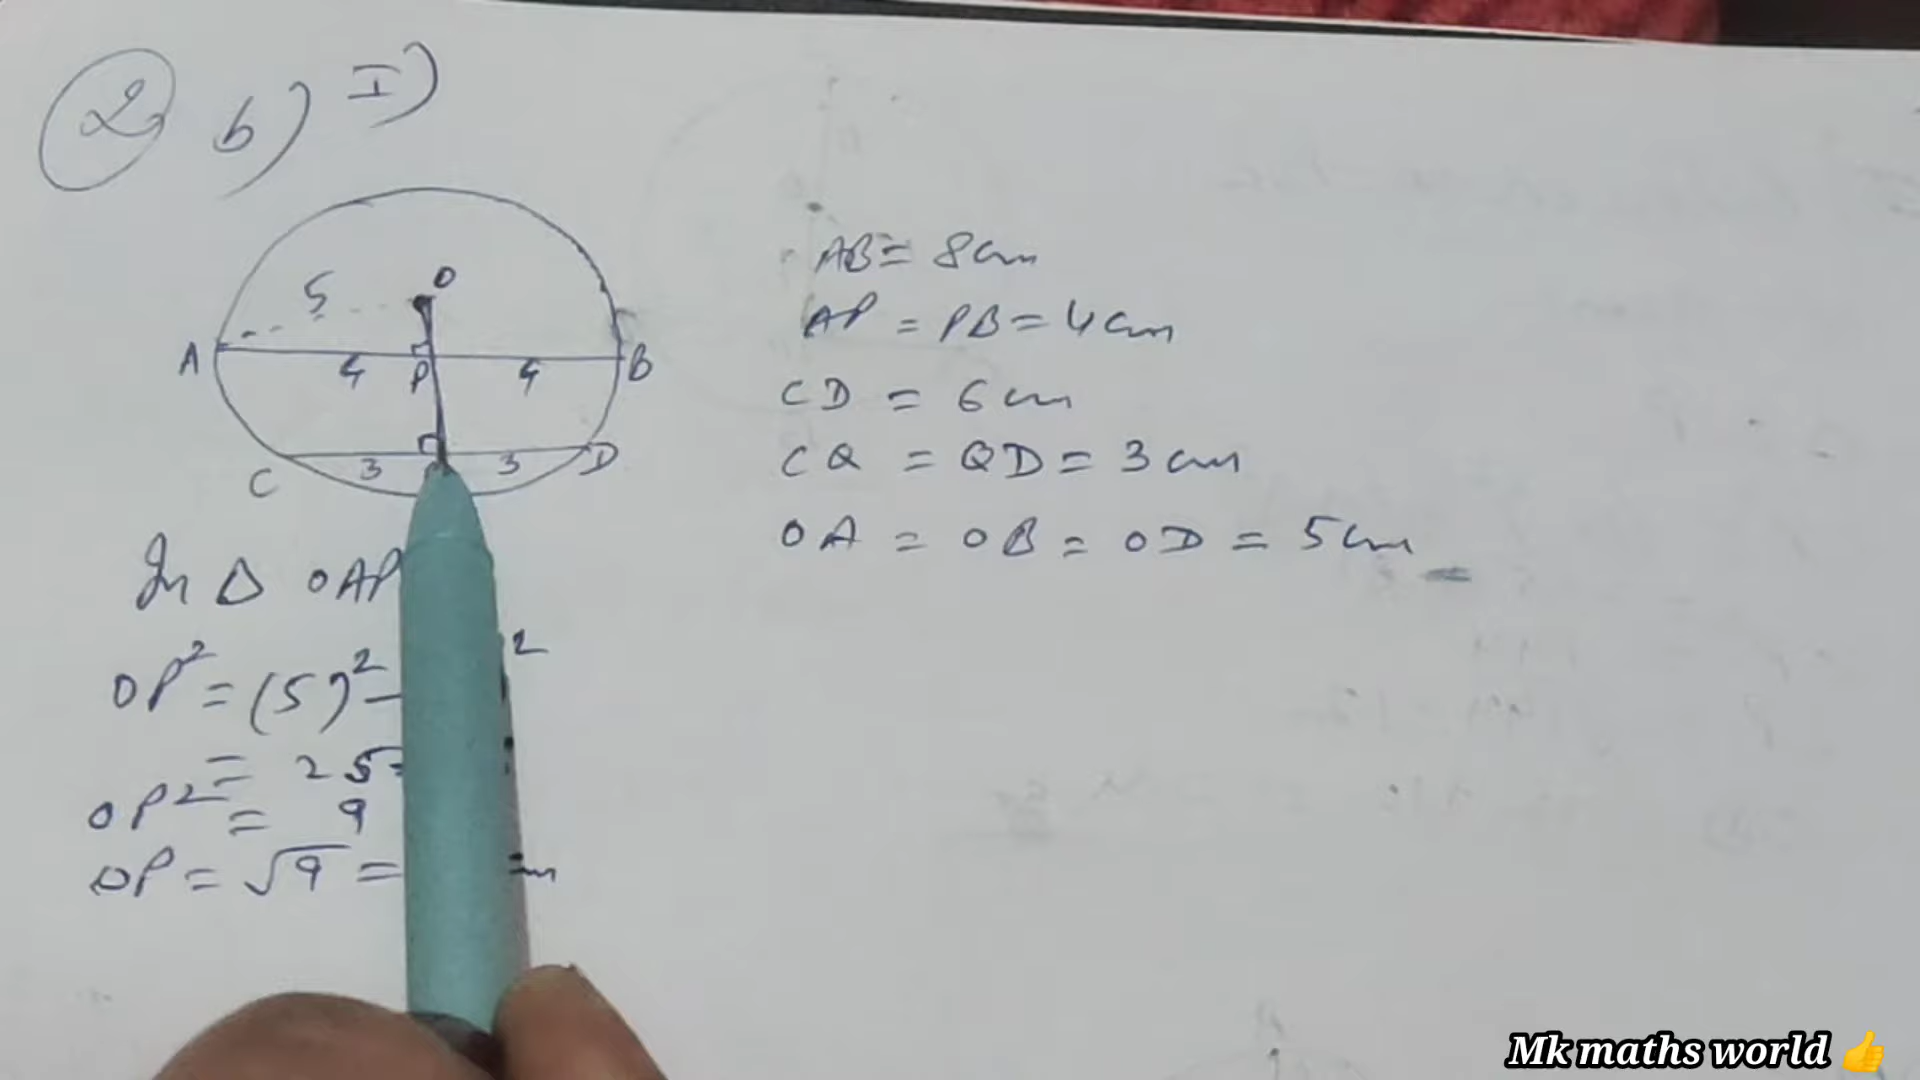 2 b) I)
O
5
A 4 P 4 B
C 3 3 D
AB = 8cm
AP = PB = 4cm
CD = 6cm
CQ = QD = 3cm
OA = OB = OD = 5cm
In Δ OAP
OP² = (5)² - ²
= 25
OP² = 9
OP = √9 =
Mk maths world 👍